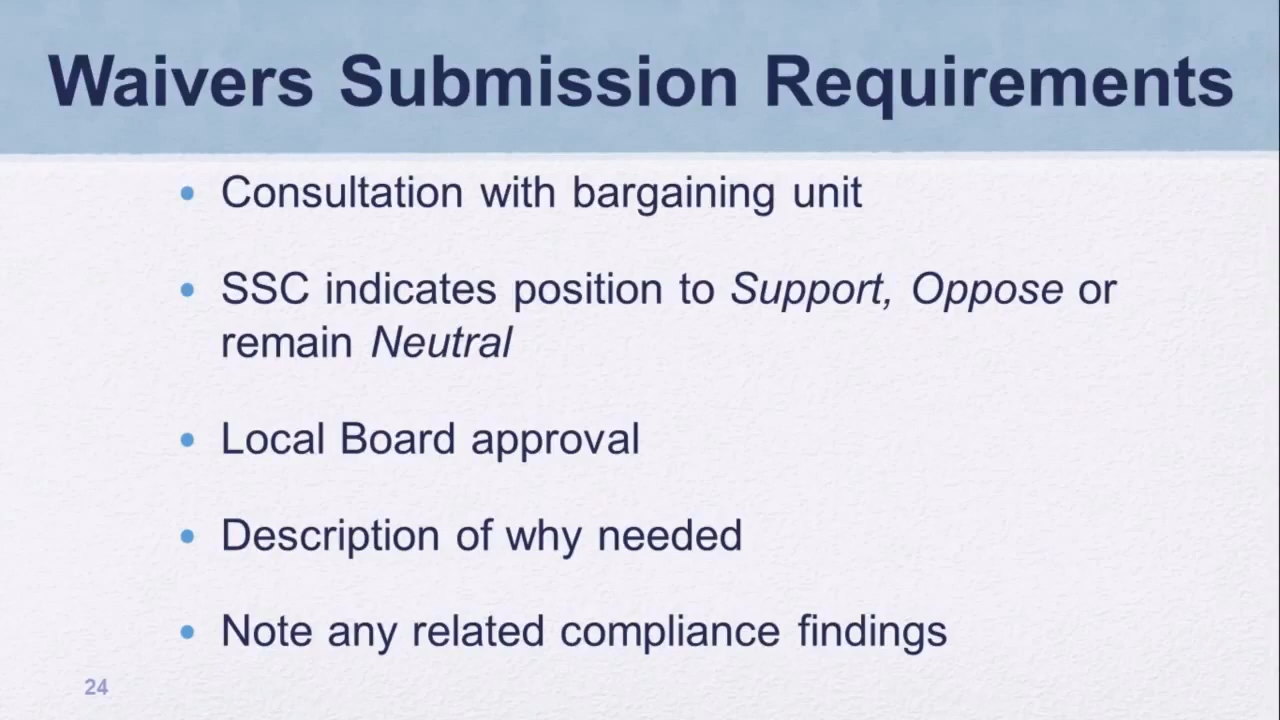 Waivers Submission Requirements
• Consultation with bargaining unit
• SSC indicates position to Support, Oppose or
remain Neutral
• Local Board approval
• Description of why needed
• Note any related compliance findings
24